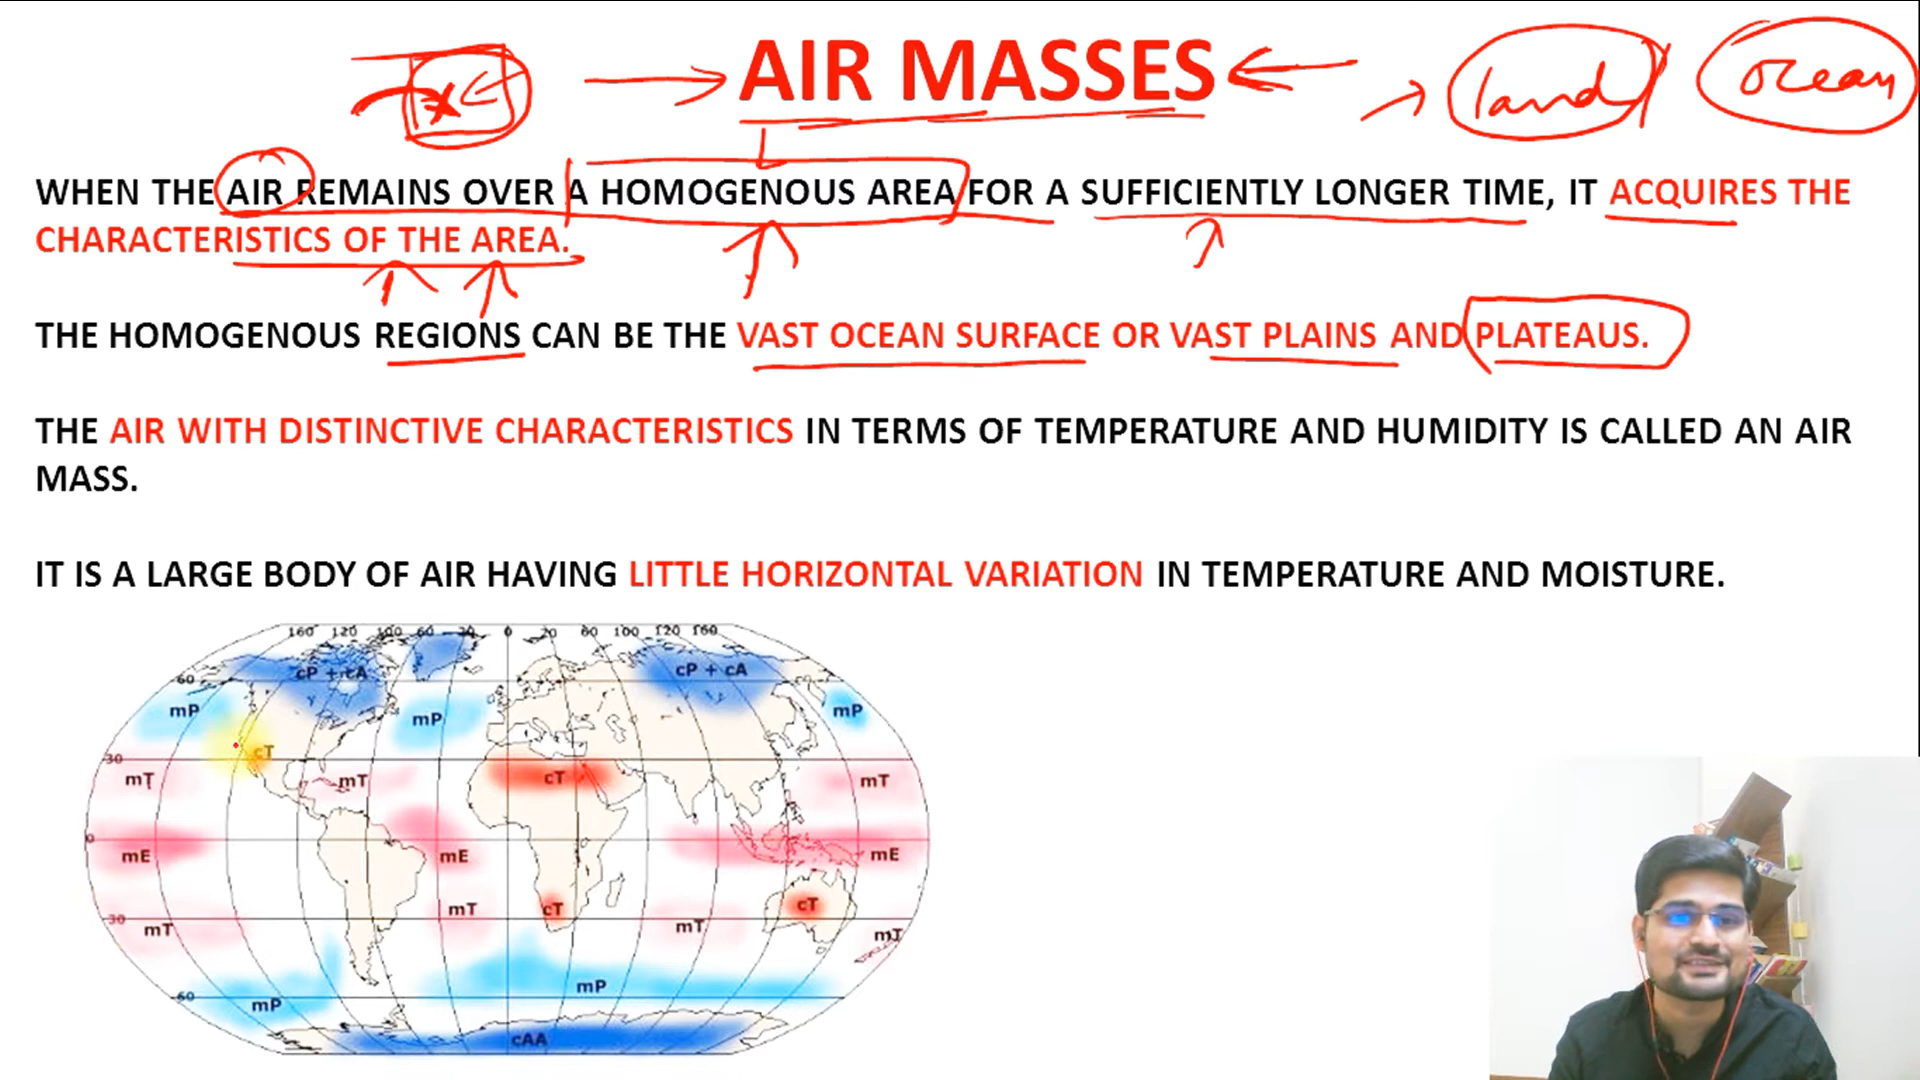 AIR MASSES
land
ocean
x
WHEN THE AIR REMAINS OVER A HOMOGENOUS AREA FOR A SUFFICIENTLY LONGER TIME, IT ACQUIRES THE
CHARACTERISTICS OF THE AREA.
THE HOMOGENOUS REGIONS CAN BE THE VAST OCEAN SURFACE OR VAST PLAINS AND PLATEAUS.
THE AIR WITH DISTINCTIVE CHARACTERISTICS IN TERMS OF TEMPERATURE AND HUMIDITY IS CALLED AN AIR
MASS.
IT IS A LARGE BODY OF AIR HAVING LITTLE HORIZONTAL VARIATION IN TEMPERATURE AND MOISTURE.
160 120 100 60 30 0 20 60 100 120 160
cP + cA cP + cA
60
mP mP mP
cT
30
mT mT cT mT
0
mE mE mE
cT cT
30
mT mT mT mT
60
mP mP
cAA